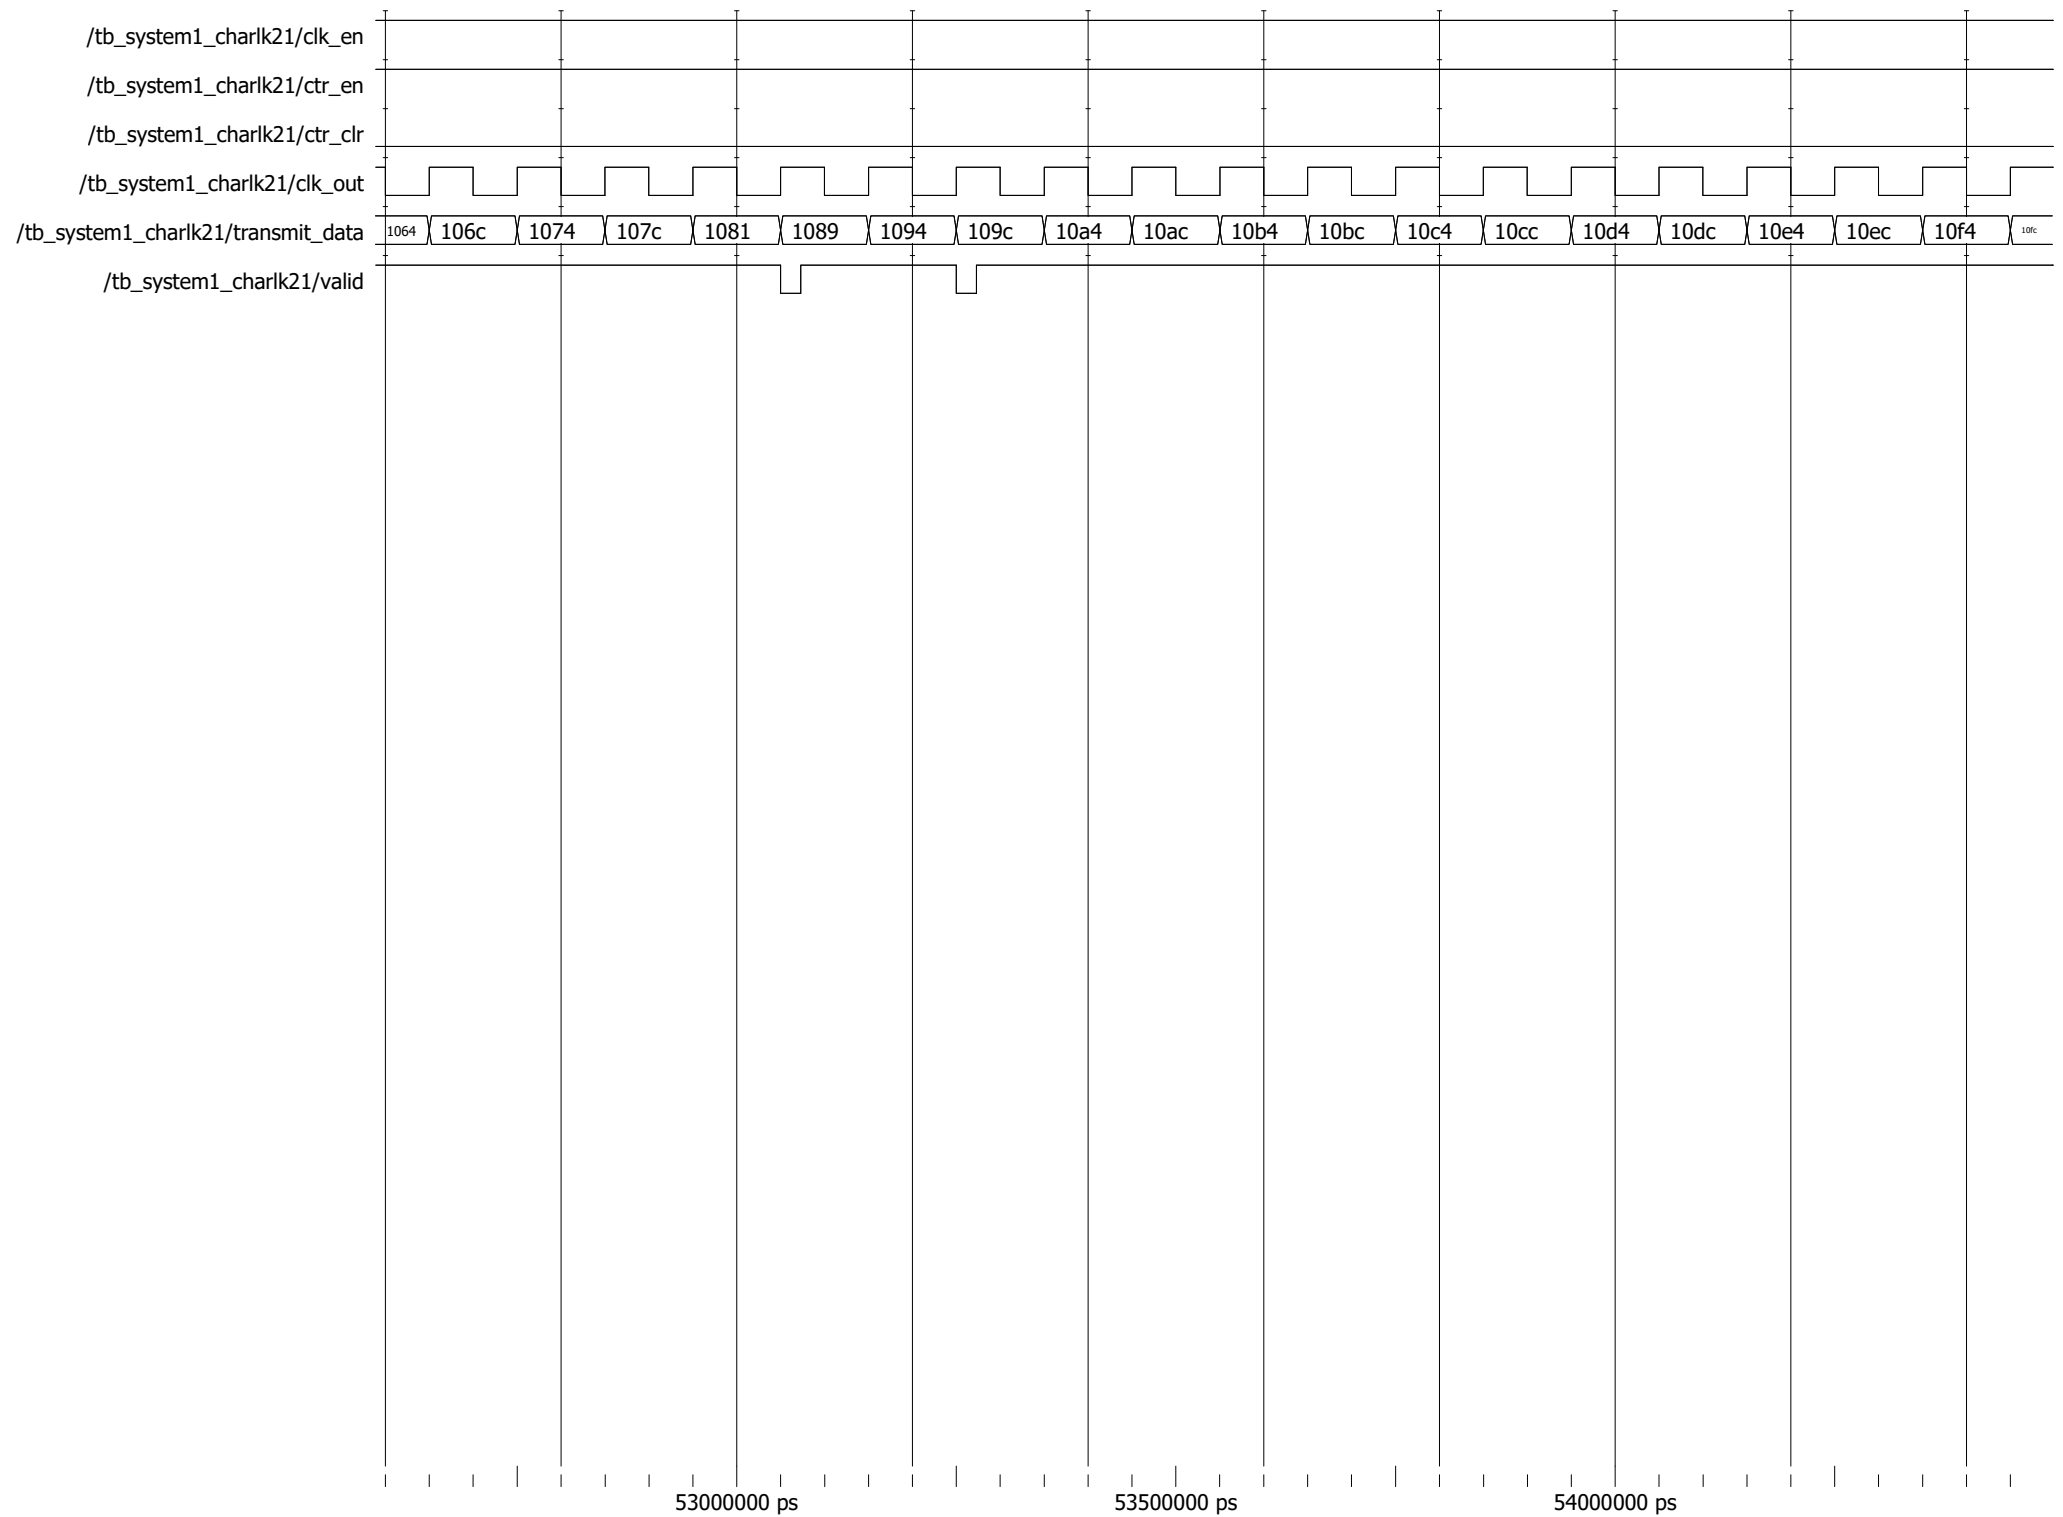 /tb_system1_charlk21/clk_en
/tb_system1_charlk21/ctr_en
/tb_system1_charlk21/ctr_clr
/tb_system1_charlk21/clk_out
/tb_system1_charlk21/transmit_data 1064 106c 1074 107c 1081 1089 1094 109c 10a4 10ac 10b4 10bc 10c4 10cc 10d4 10dc 10e4 10ec 10f4 10fc
/tb_system1_charlk21/valid
53000000 ps 53500000 ps 54000000 ps